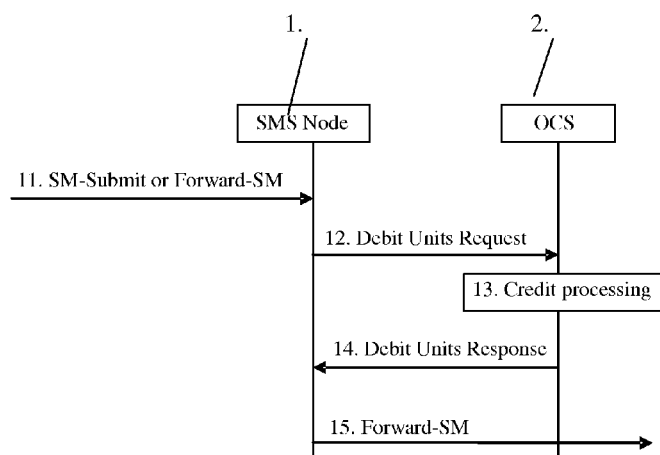 1.
2.
SMS Node
OCS
11. SM-Submit or Forward-SM
12. Debit Units Request
13. Credit processing
14. Debit Units Response
15. Forward-SM